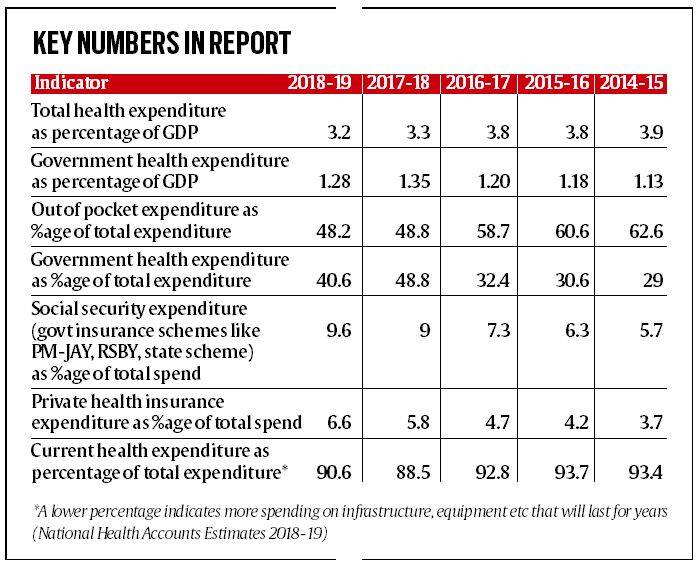 KEY NUMBERS IN REPORT
Indicator 2018-19 2017-18 2016-17 2015-16 2014-15
Total health expenditure
as percentage of GDP 3.2 3.3 3.8 3.8 3.9
Government health expenditure
as percentage of GDP 1.28 1.35 1.20 1.18 1.13
Out of pocket expenditure as
%age of total expenditure 48.2 48.8 58.7 60.6 62.6
Government health expenditure
as %age of total expenditure 40.6 48.8 32.4 30.6 29
Social security expenditure
(govt insurance schemes like 9.6 9 7.3 6.3 5.7
PM-JAY, RSBY, state scheme)
as %age of total spend
Private health insurance
expenditure as %age of total spend 6.6 5.8 4.7 4.2 3.7
Current health expenditure as
percentage of total expenditure* 90.6 88.5 92.8 93.7 93.4
*A lower percentage indicates more spending on infrastructure, equipment etc that will last for years
(National Health Accounts Estimates 2018-19)